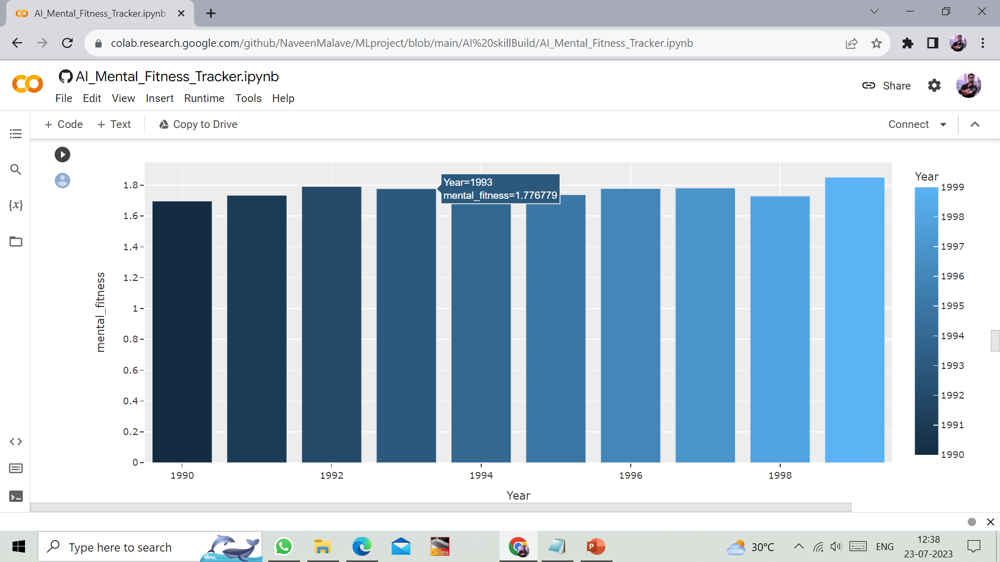 AI_Mental_Fitness_Tracker.ipynb
colab.research.google.com/github/NaveenMalave/MLproject/blob/main/AI%20skillBuild/AI_Mental_Fitness_Tracker.ipynb
AI_Mental_Fitness_Tracker.ipynb
File Edit View Insert Runtime Tools Help
Share
+ Code + Text Copy to Drive
Connect
{x}
Year=1993
mental_fitness=1.776779
1.8
1.6
1.4
1.2
1
0.8
0.6
0.4
0.2
0
mental_fitness
1990 1992 1994 1996 1998
Year
Year
1999
1998
1997
1996
1995
1994
1993
1992
1991
1990
Type here to search
30°C
ENG
12:38
23-07-2023